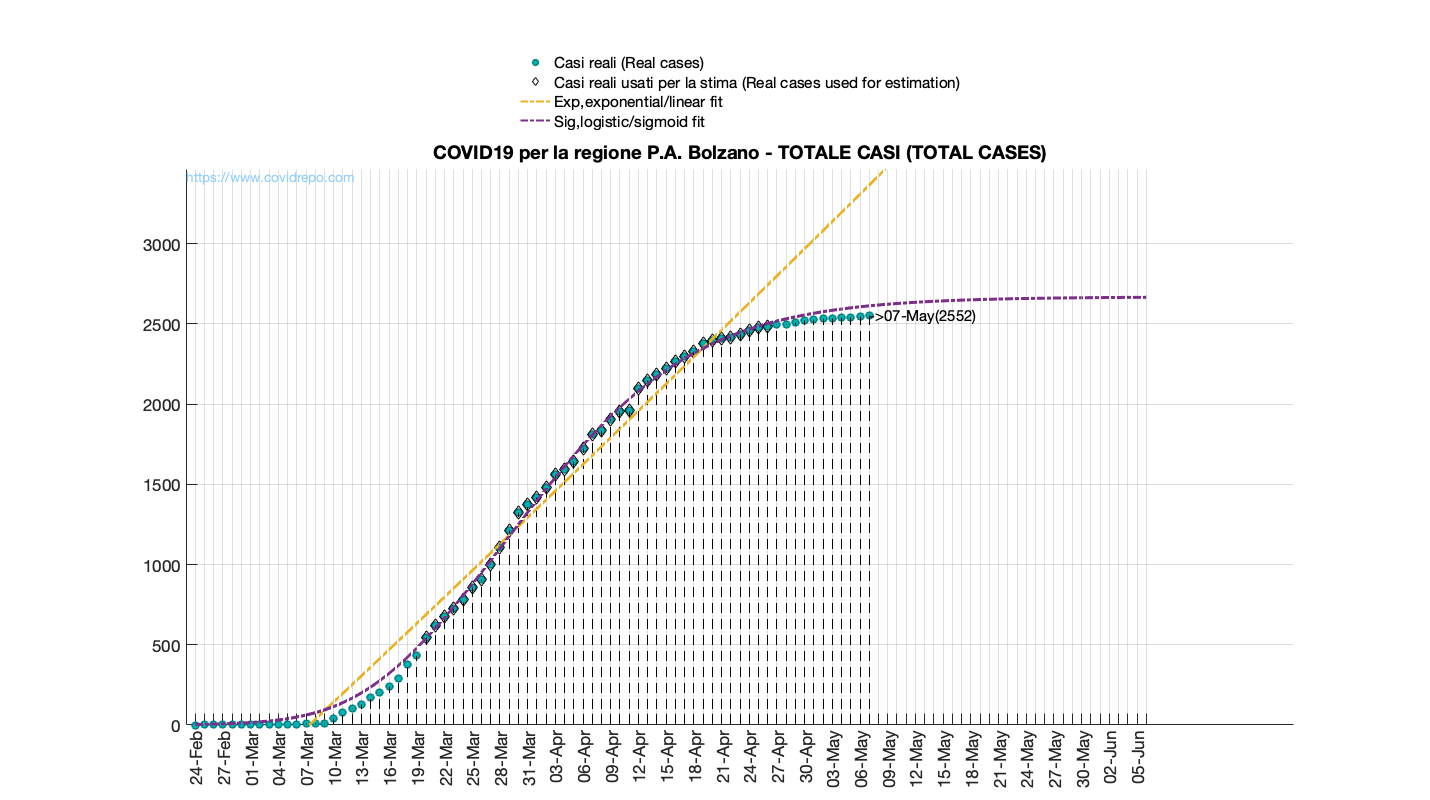 Casi reali (Real cases)
Casi reali usati per la stima (Real cases used for estimation)
Exp,exponential/linear fit
Sig,logistic/sigmoid fit
COVID19 per la regione P.A. Bolzano - TOTALE CASI (TOTAL CASES)
https://www.covidrepo.com
3000
2500
2000
1500
1000
500
0
->07-May(2552)
24-Feb
27-Feb
01-Mar
04-Mar
07-Mar
10-Mar
13-Mar
16-Mar
19-Mar
22-Mar
25-Mar
28-Mar
31-Mar
03-Apr
06-Apr
09-Apr
12-Apr
15-Apr
18-Apr
21-Apr
24-Apr
27-Apr
30-Apr
03-May
06-May
09-May
12-May
15-May
18-May
21-May
24-May
27-May
30-May
02-Jun
05-Jun